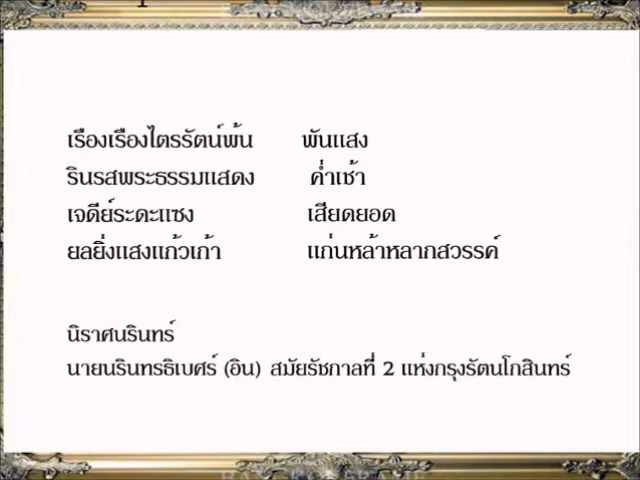 เรืองเรืองไตรรัตน์พ้น พันแสง
รินรสพระธรรมแสดง ค่ำเช้า
เจดีย์ระดะแซง เสียดยอด
ยลยิ่งแสงแก้วเก้า แก่นหล้าหลากสวรรค์
นิราศนรินทร์
นายนรินทรธิเบศร์ (อิน) สมัยรัชกาลที่ 2 แห่งกรุงรัตนโกสินทร์